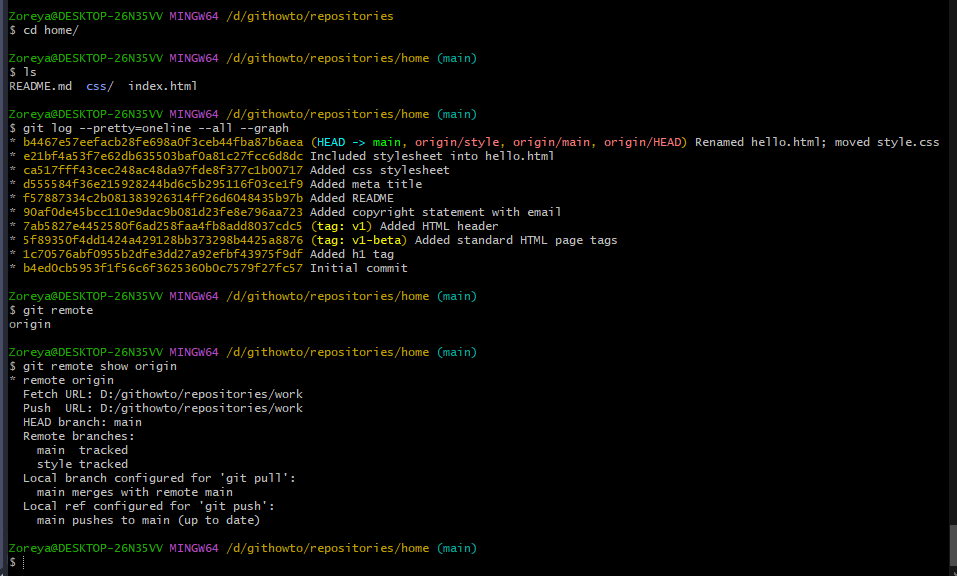 Zoreya@DESKTOP-26N35VV MINGW64 /d/githowto/repositories
$ cd home/
Zoreya@DESKTOP-26N35VV MINGW64 /d/githowto/repositories/home (main)
$ ls
README.md  css/  index.html
Zoreya@DESKTOP-26N35VV MINGW64 /d/githowto/repositories/home (main)
$ git log --pretty=oneline --all --graph
* b4467e57eefacb28fe698a0f3ceb44fba87b6aea (HEAD -> main, origin/style, origin/main, origin/HEAD) Renamed hello.html; moved style.css
* e21bf4a53f7e62db635503baf0a81c27fcc6d8dc Included stylesheet into hello.html
* ca517fff43cec248ac48da97fde8f377c1b00717 Added css stylesheet
* d555584f36e215928244bd6c5b295116f03ce1f9 Added meta title
* f57887334c2b081383926314ff26d6048435b97b Added README
* 90af0de45bcc110e9dac9b081d23fe8e796aa723 Added copyright statement with email
* 7ab5827e4452580f6ad258faa4fb8add8037cdc5 (tag: v1) Added HTML header
* 5f89350f4dd1424a429128bb373298b4425a8876 (tag: v1-beta) Added standard HTML page tags
* 1c70576abf0955b2dfe3dd27a92efbf43975f9df Added h1 tag
* b4ed0cb5953f1f56c6f3625360b0c7579f27fc57 Initial commit
Zoreya@DESKTOP-26N35VV MINGW64 /d/githowto/repositories/home (main)
$ git remote
origin
Zoreya@DESKTOP-26N35VV MINGW64 /d/githowto/repositories/home (main)
$ git remote show origin
* remote origin
  Fetch URL: D:/githowto/repositories/work
  Push  URL: D:/githowto/repositories/work
  HEAD branch: main
  Remote branches:
    main  tracked
    style tracked
  Local branch configured for 'git pull':
    main merges with remote main
  Local ref configured for 'git push':
    main pushes to main (up to date)
Zoreya@DESKTOP-26N35VV MINGW64 /d/githowto/repositories/home (main)
$